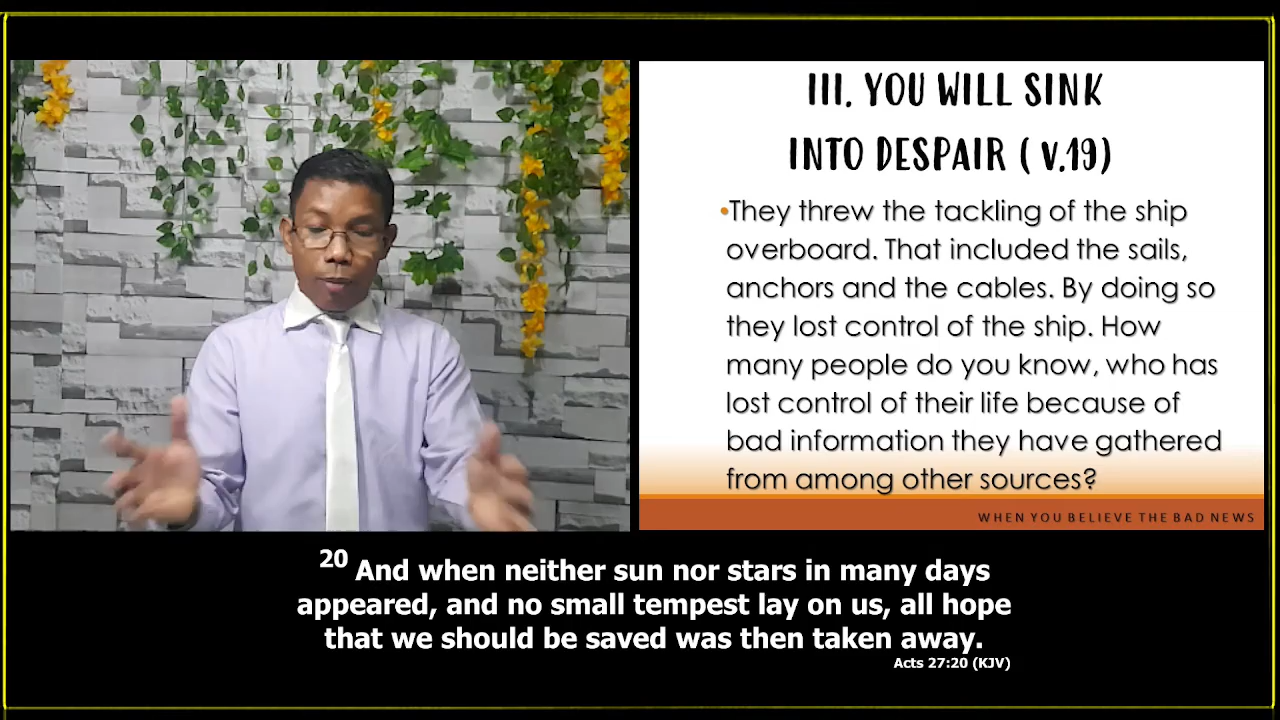 III. YOU WILL SINK
INTO DESPAIR ( V.19)
•They threw the tackling of the ship
overboard. That included the sails,
anchors and the cables. By doing so
they lost control of the ship. How
many people do you know, who has
lost control of their life because of
bad information they have gathered
from among other sources?
WHEN YOU BELIEVE THE BAD NEWS
20 And when neither sun nor stars in many days
appeared, and no small tempest lay on us, all hope
that we should be saved was then taken away.
Acts 27:20 (KJV)